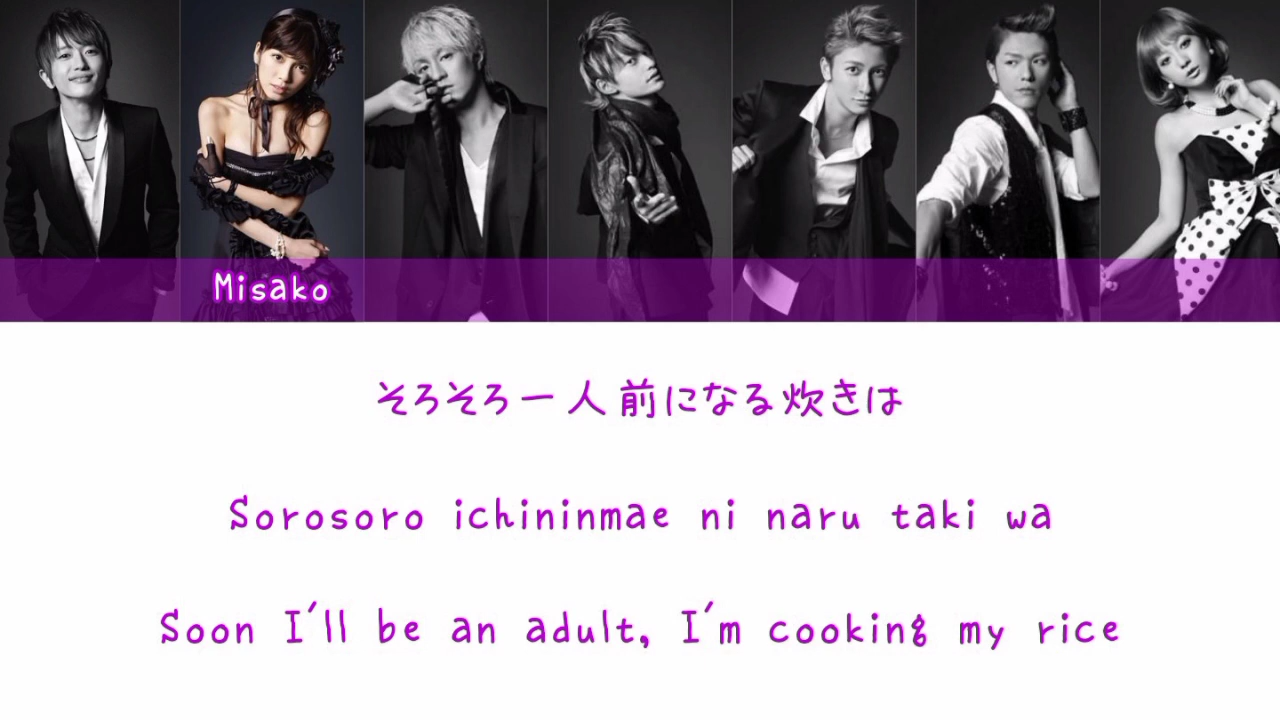 Misako
そろそろ一人前になる炊きは
Sorosoro ichininmae ni naru taki wa
Soon I'll be an adult, I'm cooking my rice